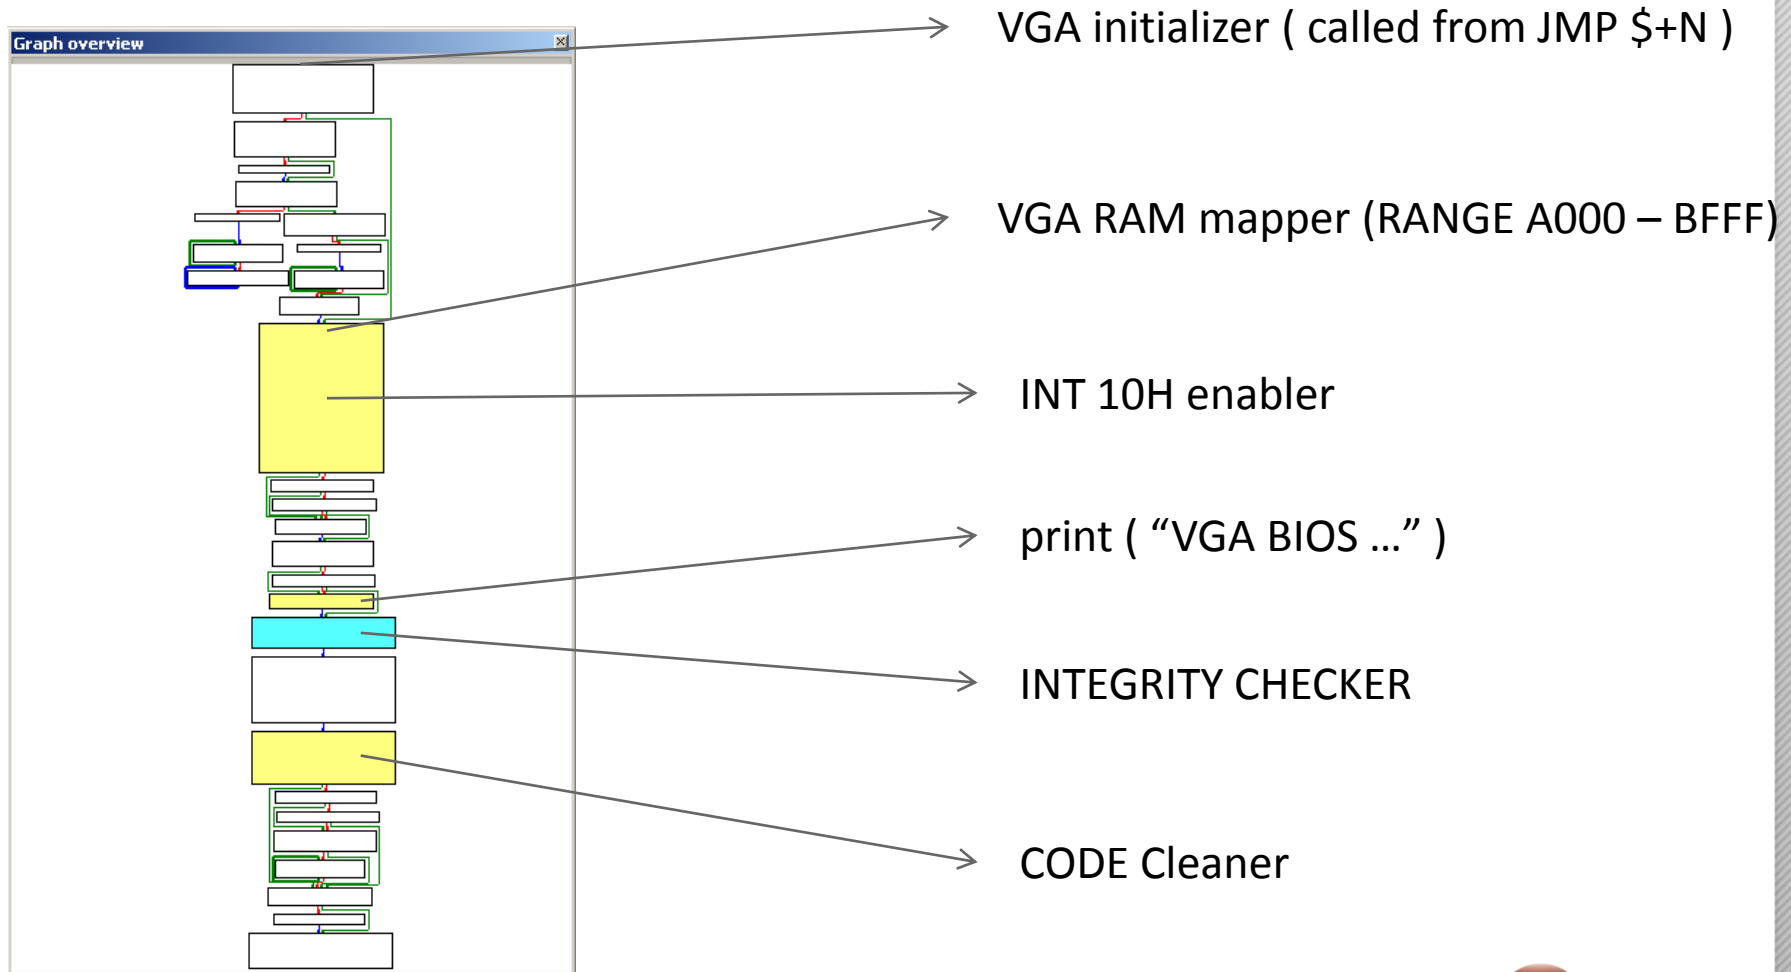 VGA initializer ( called from JMP $+N )
Graph overview
VGA RAM mapper (RANGE A000 – BFFF)
INT 10H enabler
print ( “VGA BIOS …” )
INTEGRITY CHECKER
CODE Cleaner